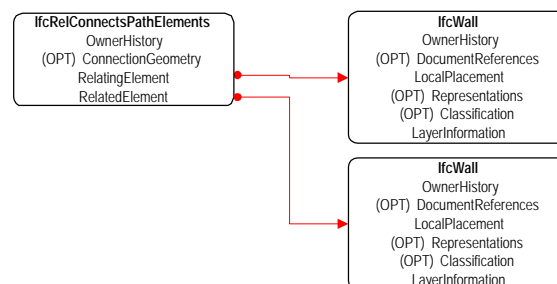 IfcRelConnectsPathElements
OwnerHistory
(OPT) ConnectionGeometry
RelatingElement
RelatedElement
IfcWall
OwnerHistory
(OPT) DocumentReferences
LocalPlacement
(OPT) Representations
(OPT) Classification
LayerInformation
IfcWall
OwnerHistory
(OPT) DocumentReferences
LocalPlacement
(OPT) Representations
(OPT) Classification
LayerInformation